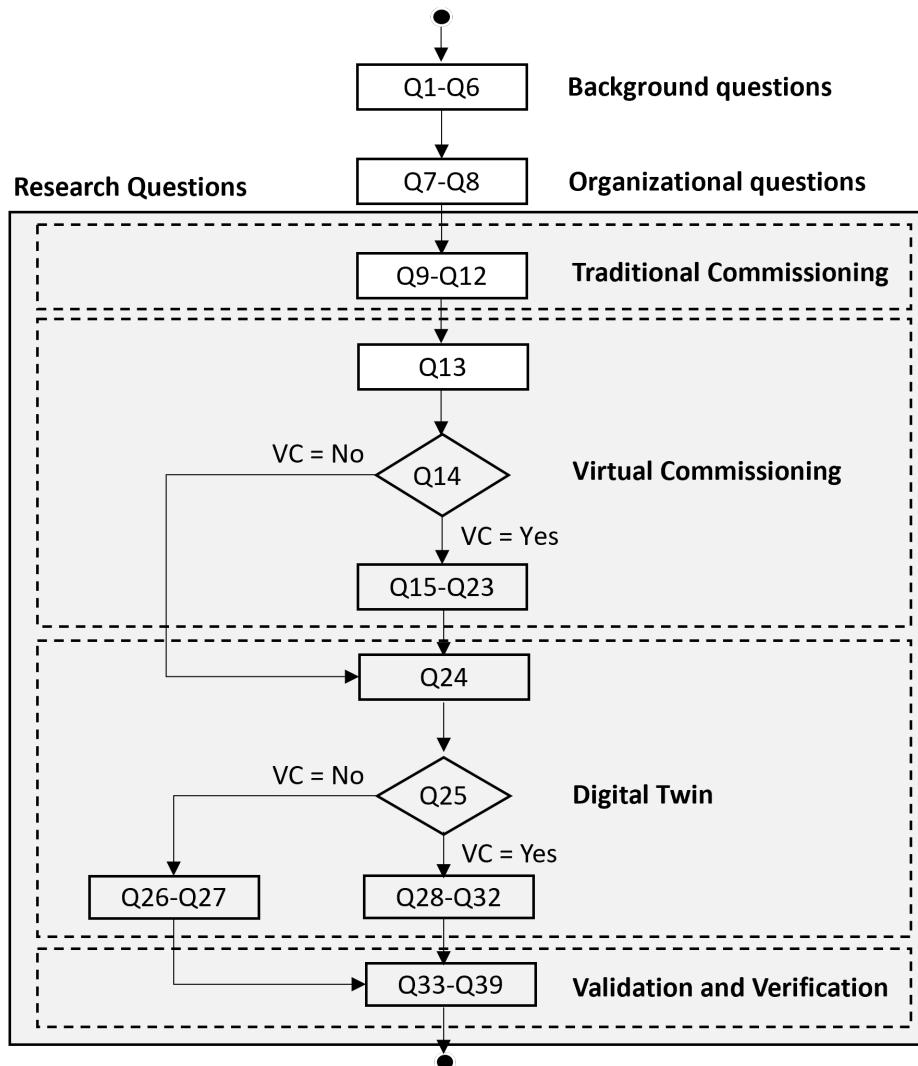 Q1-Q6
Background questions
Q7-Q8
Organizational questions
Research Questions
Q9-Q12
Traditional Commissioning
Q13
VC = No
Q14
Virtual Commissioning
VC = Yes
Q15-Q23
Q24
VC = No
Q25
Digital Twin
VC = Yes
Q26-Q27
Q28-Q32
Q33-Q39
Validation and Verification